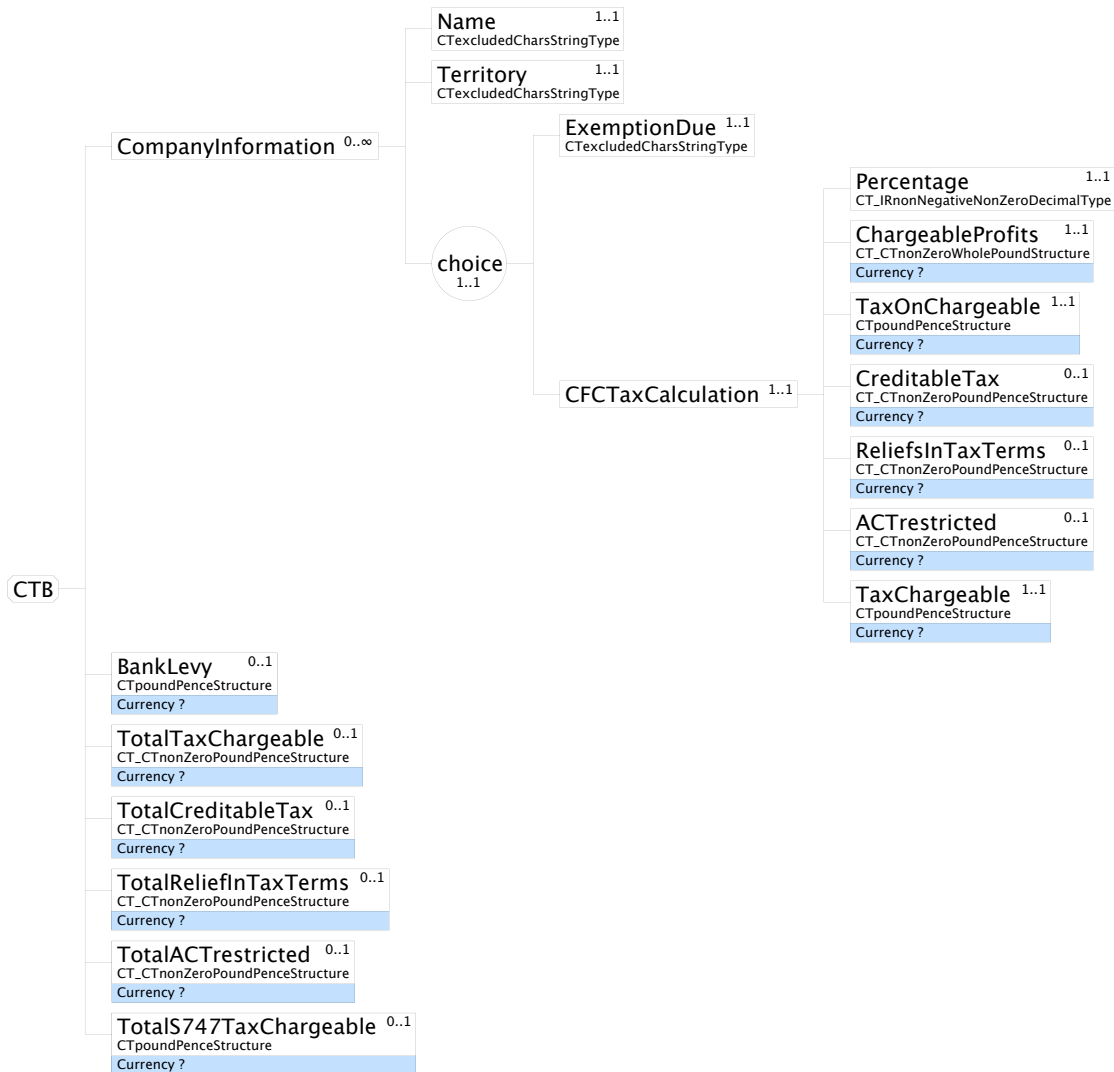 Name 1..1
CTexcludedCharsStringType
Territory 1..1
CTexcludedCharsStringType
CompanyInformation 0..∞
ExemptionDue 1..1
CTexcludedCharsStringType
choice
1..1
Percentage 1..1
CT_IRnonNegativeNonZeroDecimalType
ChargeableProfits 1..1
CT_CTnonZeroWholePoundStructure
Currency ?
TaxOnChargeable 1..1
CTpoundPenceStructure
Currency ?
CFCTaxCalculation 1..1
CreditableTax 0..1
CT_CTnonZeroPoundPenceStructure
Currency ?
ReliefsInTaxTerms 0..1
CT_CTnonZeroPoundPenceStructure
Currency ?
ACTrestricted 0..1
CT_CTnonZeroPoundPenceStructure
Currency ?
TaxChargeable 1..1
CTpoundPenceStructure
Currency ?
CTB
BankLevy 0..1
CTpoundPenceStructure
Currency ?
TotalTaxChargeable 0..1
CT_CTnonZeroPoundPenceStructure
Currency ?
TotalCreditableTax 0..1
CT_CTnonZeroPoundPenceStructure
Currency ?
TotalReliefInTaxTerms 0..1
CT_CTnonZeroPoundPenceStructure
Currency ?
TotalACTrestricted 0..1
CT_CTnonZeroPoundPenceStructure
Currency ?
TotalS747TaxChargeable 0..1
CTpoundPenceStructure
Currency ?